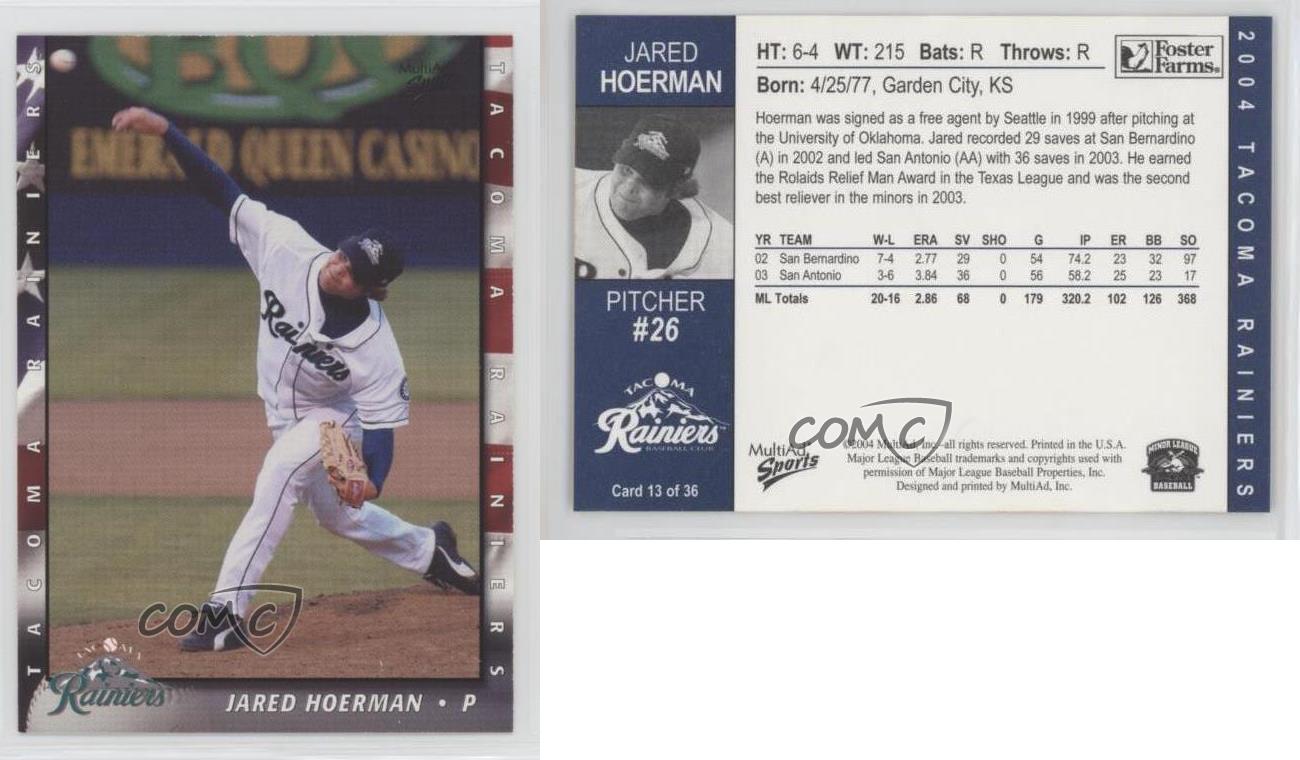 TACOMA RAINIERS
TACOMA RAINIERS
MultiAd
EMERALD QUEEN CASINO
Rainiers
COMC
TACOMA
Rainiers
JARED HOERMAN • P
JARED
HOERMAN
PITCHER
#26
TACOMA
Rainiers
BASEBALL CLUB
Card 13 of 36
HT: 6-4 WT: 215 Bats: R Throws: R
Born: 4/25/77, Garden City, KS
Foster
Farms®
Hoerman was signed as a free agent by Seattle in 1999 after pitching at
the University of Oklahoma. Jared recorded 29 saves at San Bernardino
(A) in 2002 and led San Antonio (AA) with 36 saves in 2003. He earned
the Rolaids Relief Man Award in the Texas League and was the second
best reliever in the minors in 2003.
YR TEAM W-L ERA SV SHO G IP ER BB SO
02 San Bernardino 7-4 2.77 29 0 54 74.2 23 32 97
03 San Antonio 3-6 3.84 36 0 56 58.2 25 23 17
ML Totals 20-16 2.86 68 0 179 320.2 102 126 368
COMC
MultiAd
Sports
©2004 MultiAd, Inc. all rights reserved. Printed in the U.S.A.
Major League Baseball trademarks and copyrights used with
permission of Major League Baseball Properties, Inc.
Designed and printed by MultiAd, Inc.
MINOR LEAGUE
BASEBALL
2004 TACOMA RAINIERS